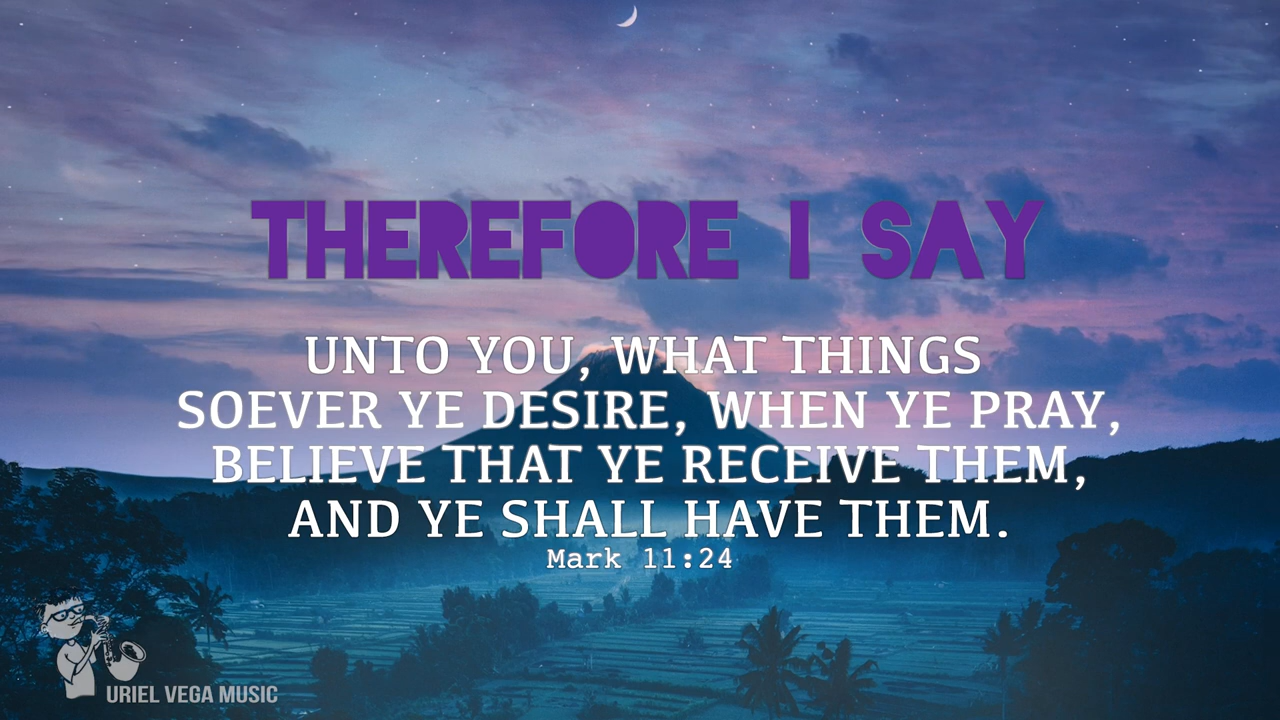 THEREFORE I SAY
UNTO YOU, WHAT THINGS
SOEVER YE DESIRE, WHEN YE PRAY,
BELIEVE THAT YE RECEIVE THEM,
AND YE SHALL HAVE THEM.
Mark 11:24
URIEL VEGA MUSIC